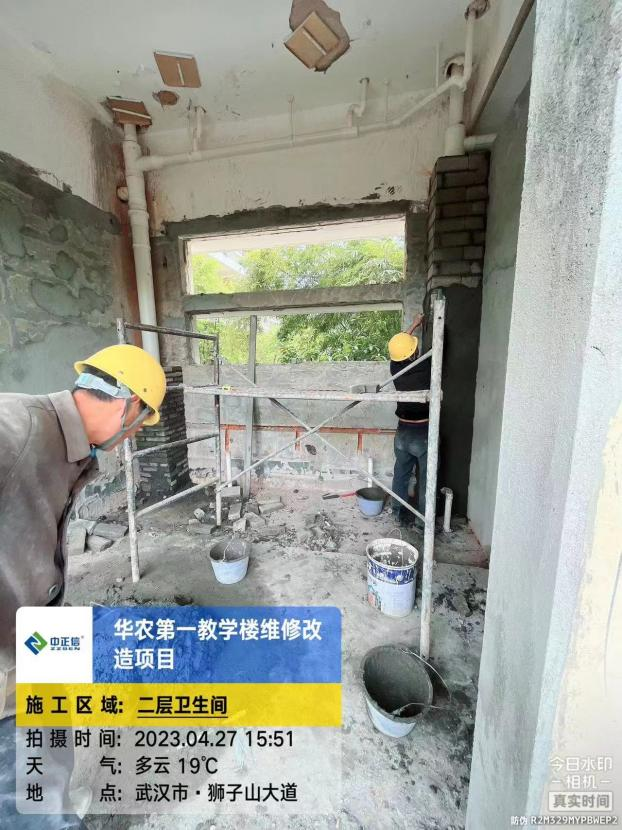 中正信®
ZZGEN
华农第一教学楼维修改
造项目
施工区域: 二层卫生间
拍摄时间: 2023.04.27 15:51
天气: 多云 19℃
地点: 武汉市·狮子山大道
今日水印
相机
真实时间
防伪 R2M329MYPBWEP2